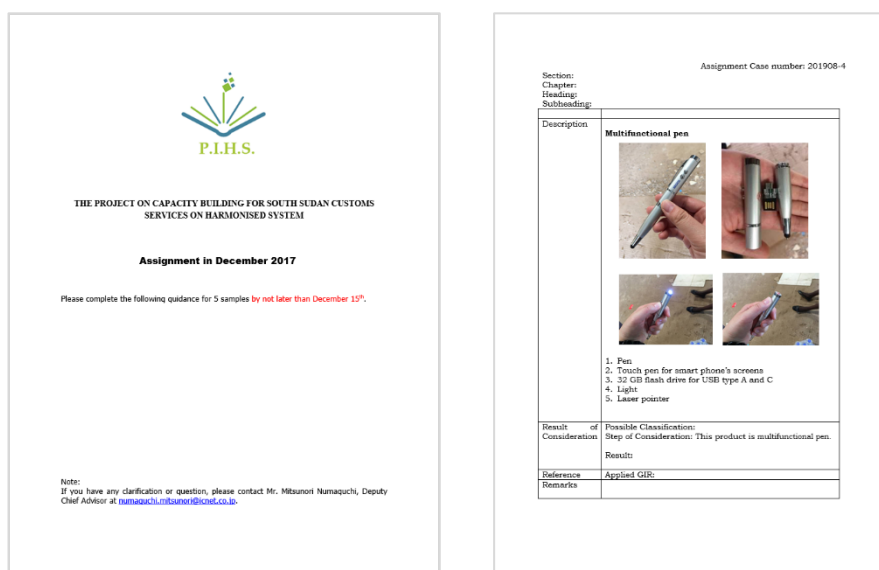 P.I.H.S.
THE PROJECT ON CAPACITY BUILDING FOR SOUTH SUDAN CUSTOMS
SERVICES ON HARMONISED SYSTEM
Assignment in December 2017
Please complete the following guidance for 5 samples by not later than December 15th.
Note:
If you have any clarification or question, please contact Mr. Mitsunori Numaguchi, Deputy
Chief Advisor at numaguchi.mitsunori@icnet.co.jp.
Assignment Case number: 201908-4
Section:
Chapter:
Heading:
Subheading:
Description
Multifunctional pen
1. Pen
2. Touch pen for smart phone's screens
3. 32 GB flash drive for USB type A and C
4. Light
5. Laser pointer
Result of Possible Classification:
Consideration Step of Consideration: This product is multifunctional pen.
Result:
Reference Applied GIR:
Remarks